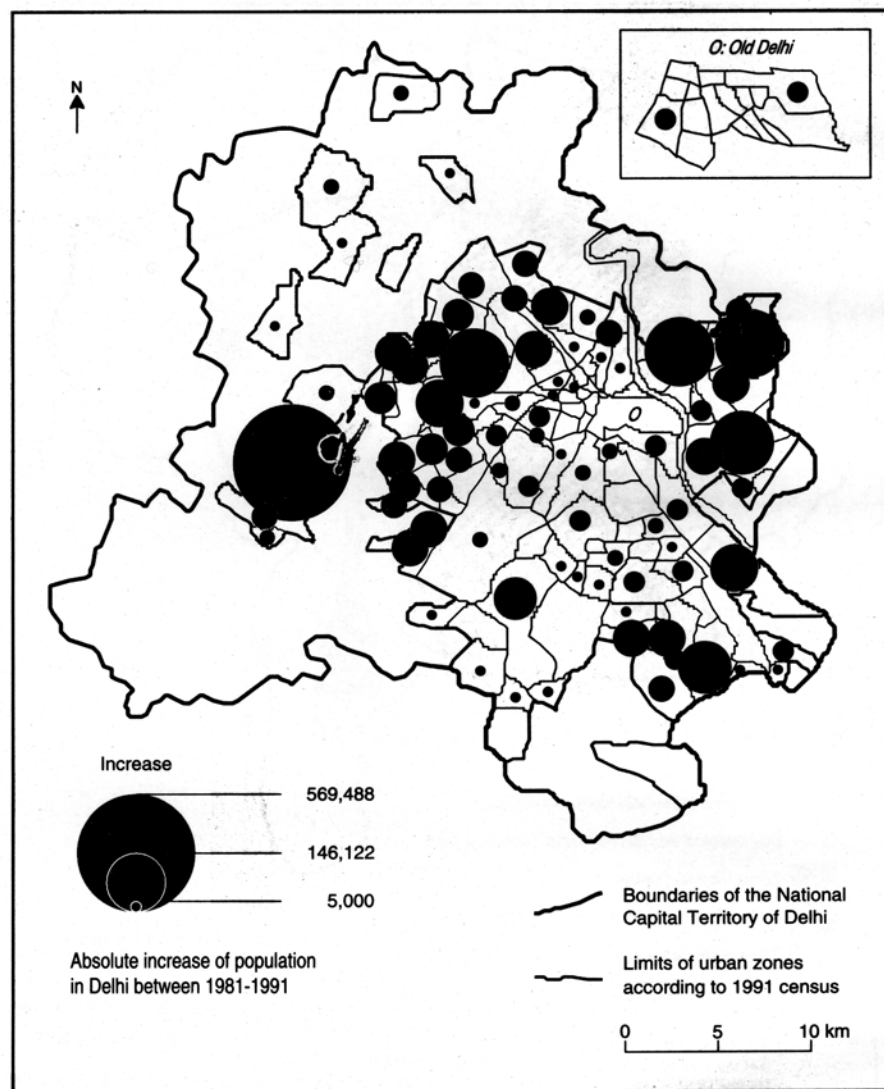 O: Old Delhi
N
O
Increase
569,488
146,122
5,000
Absolute increase of population
in Delhi between 1981-1991
Boundaries of the National
Capital Territory of Delhi
Limits of urban zones
according to 1991 census
0 5 10 km